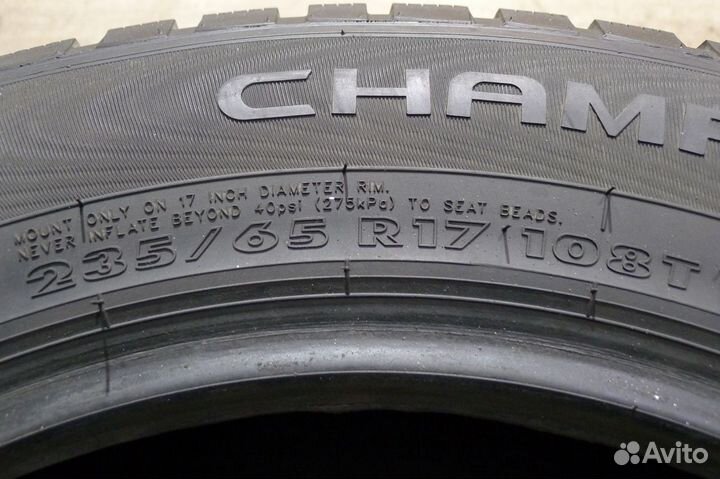 CHAMP
MOUNT ONLY ON 17 INCH DIAMETER RIM.
NEVER INFLATE BEYOND 40psi (275kPa) TO SEAT BEADS.
235/65 R17 108T
Avito